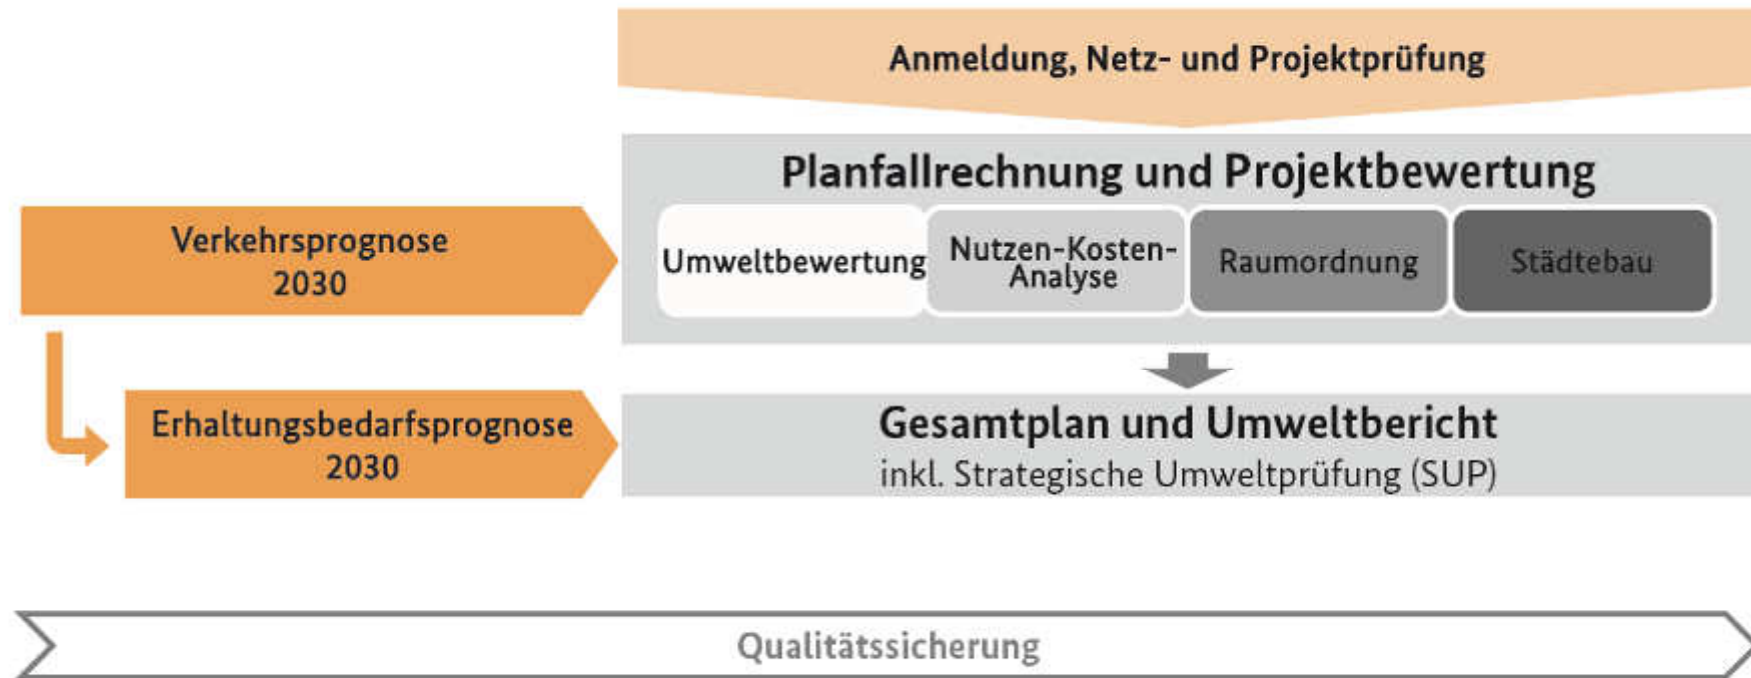 Anmeldung, Netz- und Projektprüfung
Planfallrechnung und Projektbewertung
Verkehrsprognose
2030
Umweltbewertung
Nutzen-Kosten-
Analyse
Raumordnung
Städtebau
Erhaltungsbedarfsprognose
2030
Gesamtplan und Umweltbericht
inkl. Strategische Umweltprüfung (SUP)
Qualitätssicherung